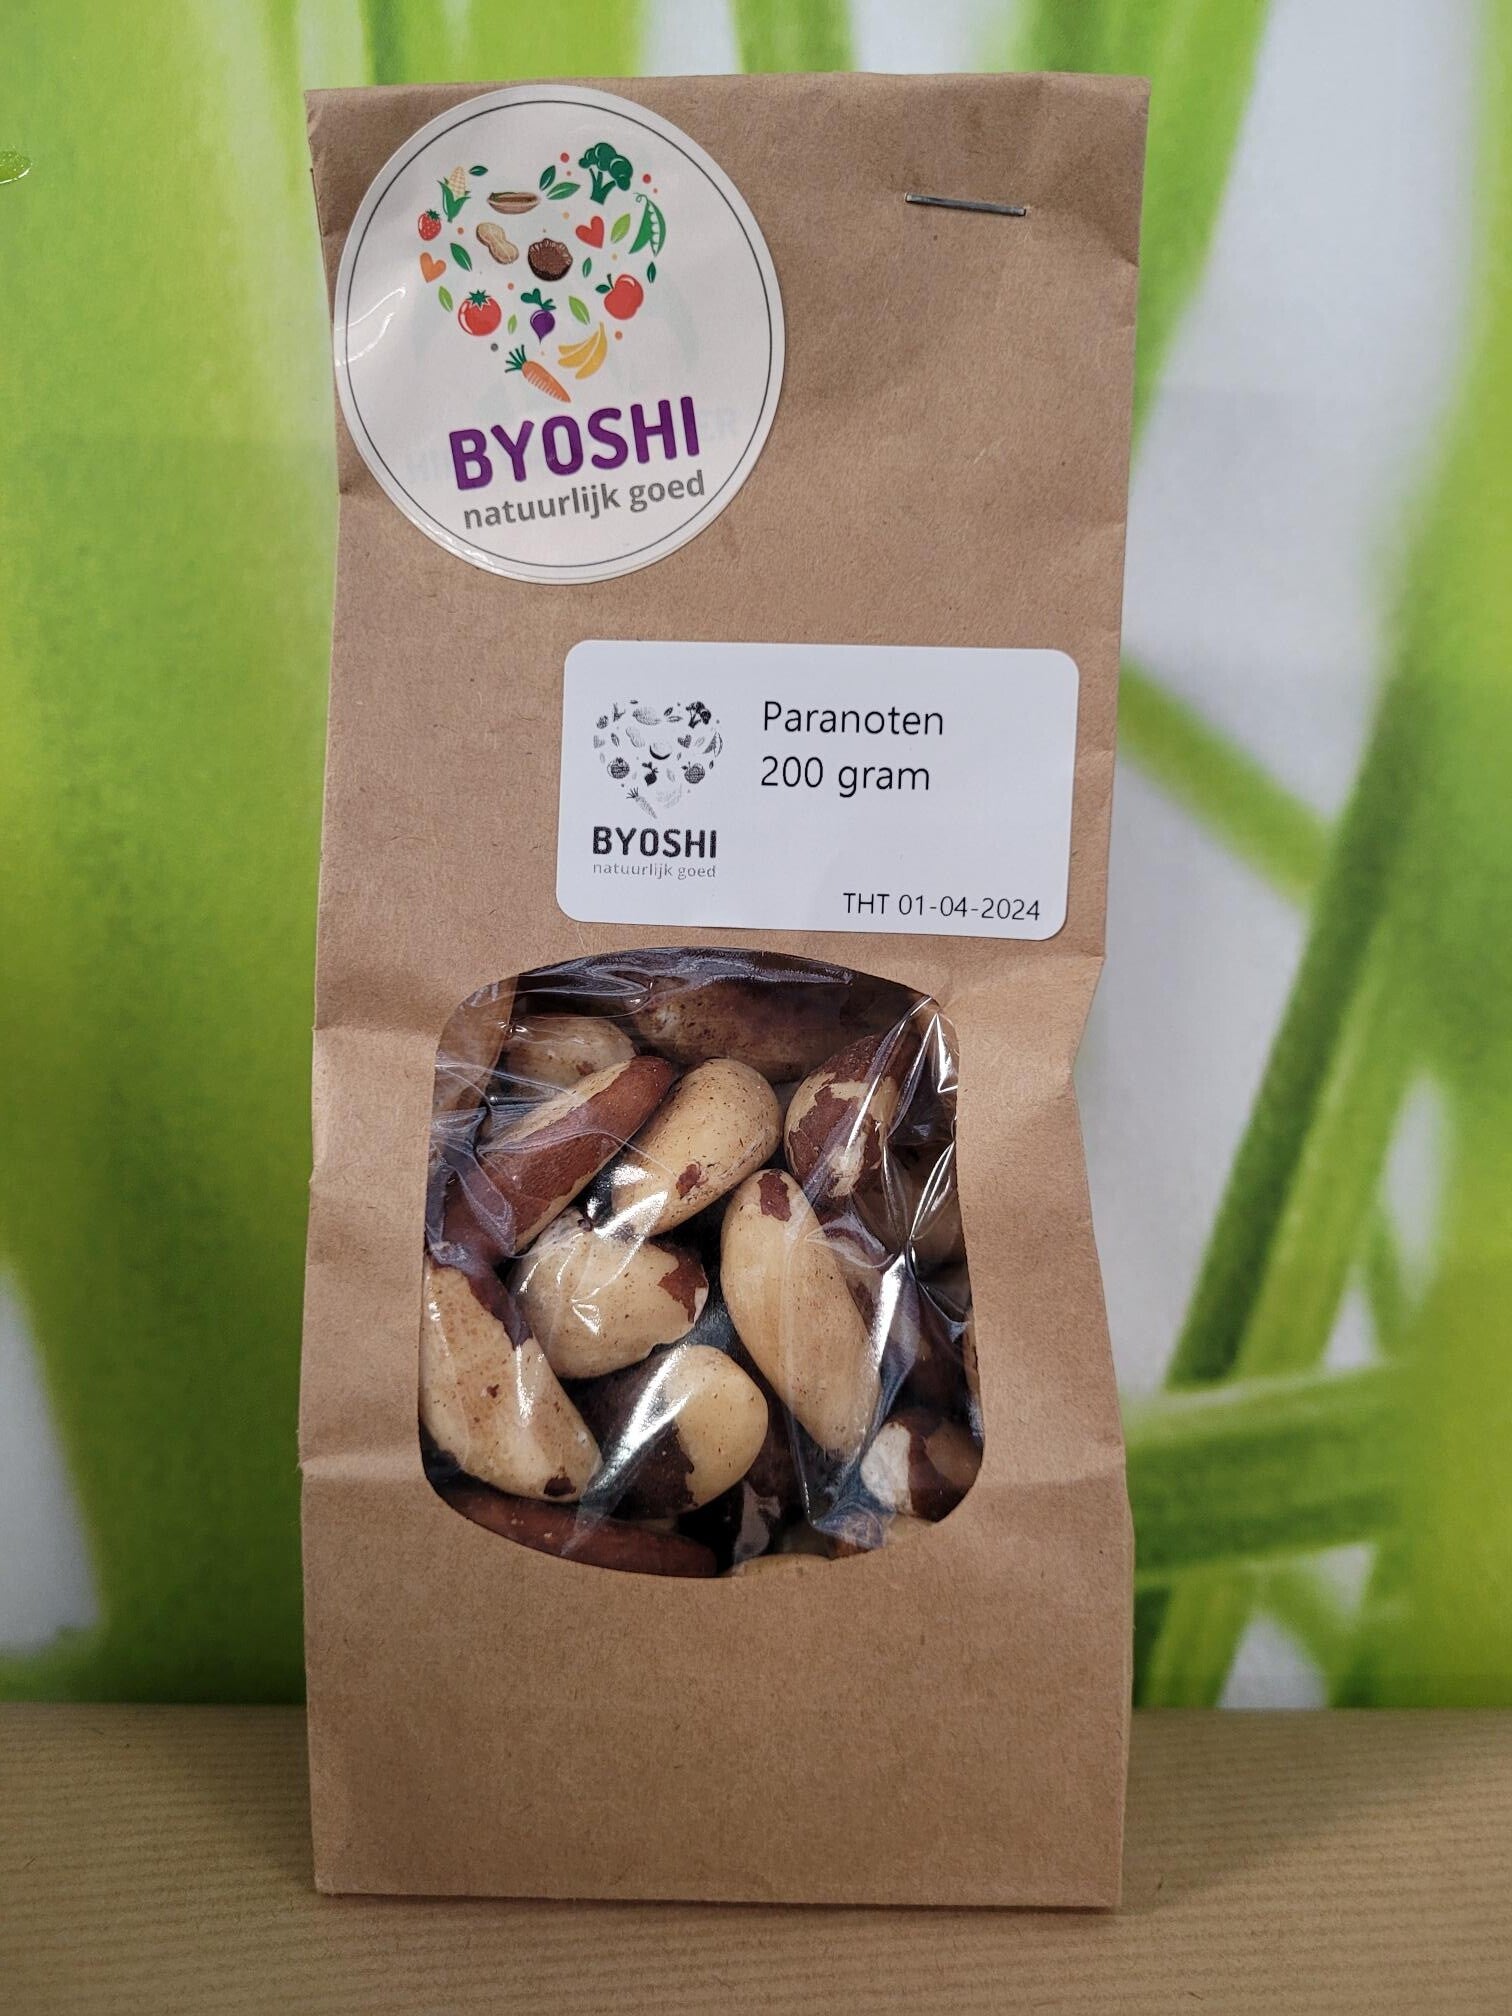 BYOSHI
natuurlijk goed
Paranoten
200 gram
BYOSHI
natuurlijk goed
THT 01-04-2024